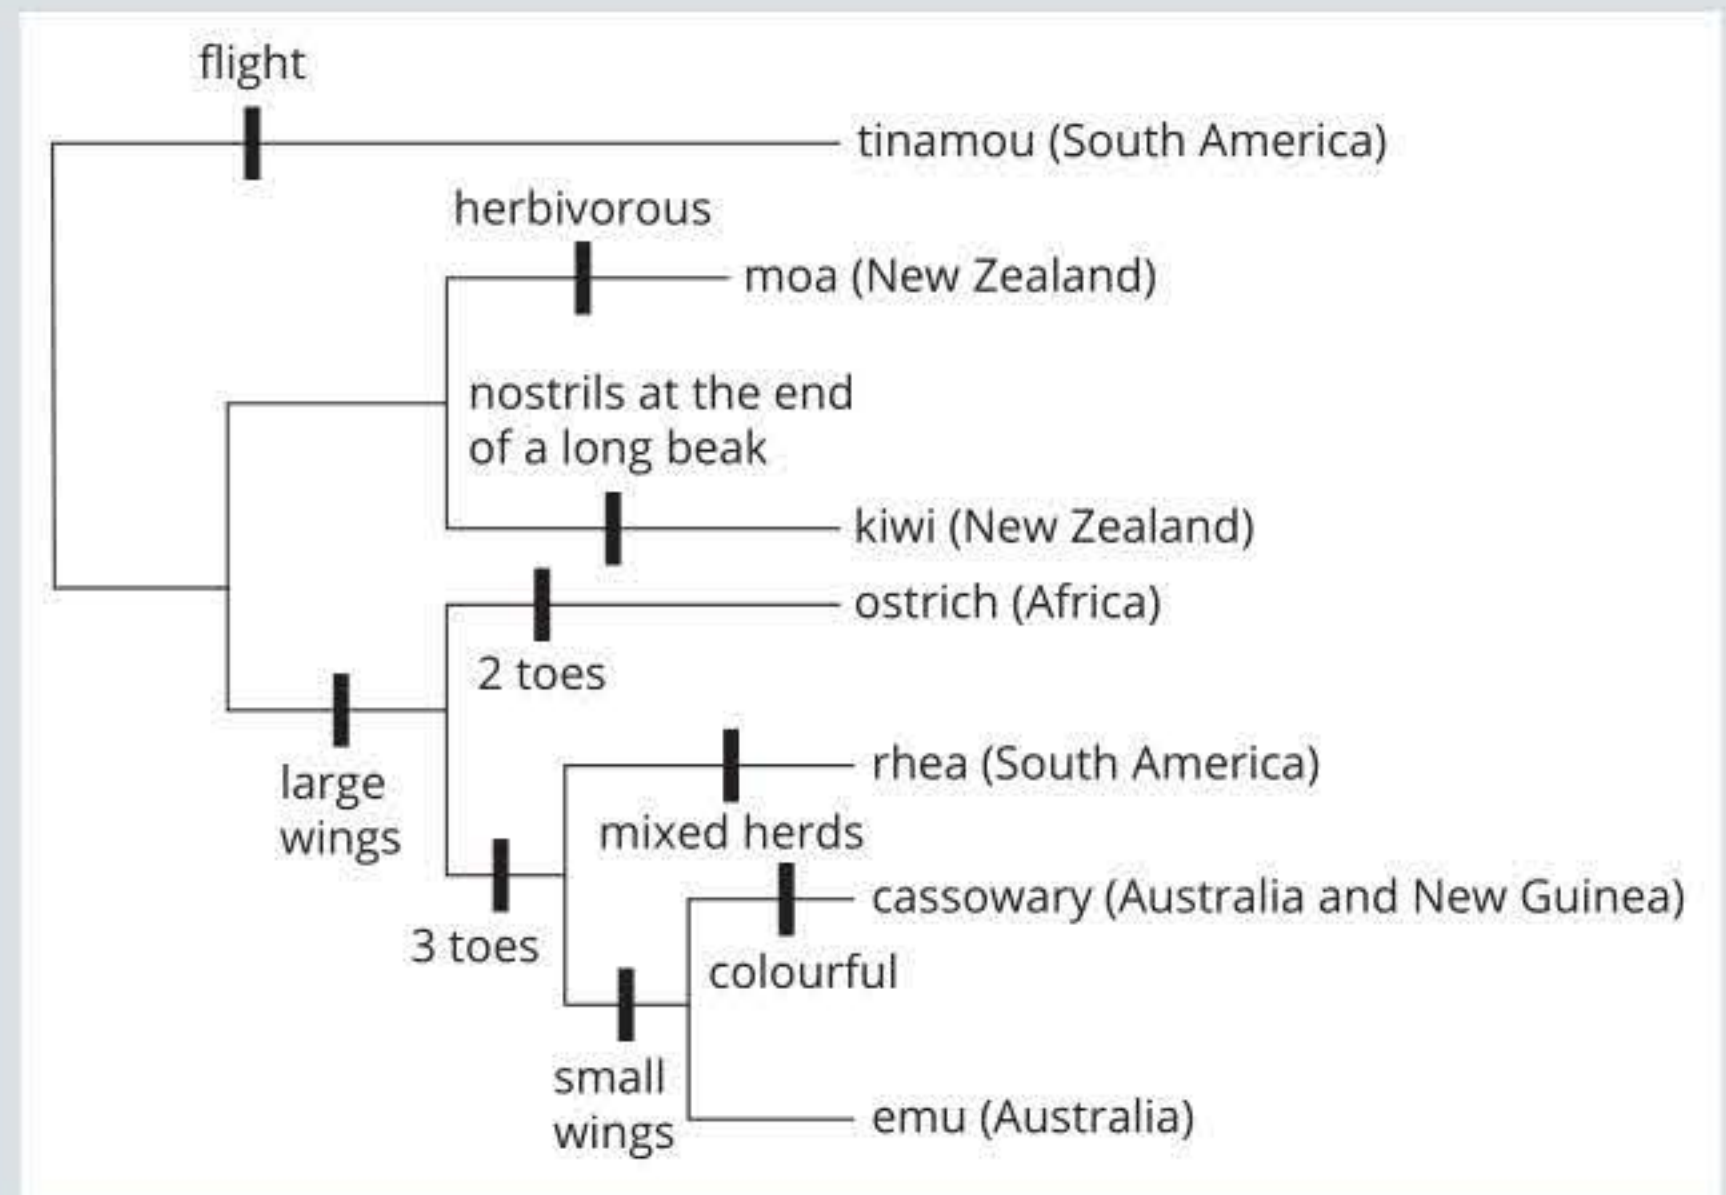 flight
tinamou (South America)
herbivorous
moa (New Zealand)
nostrils at the end
of a long beak
kiwi (New Zealand)
ostrich (Africa)
2 toes
large
wings
rhea (South America)
mixed herds
cassowary (Australia and New Guinea)
3 toes
colourful
small
wings
emu (Australia)